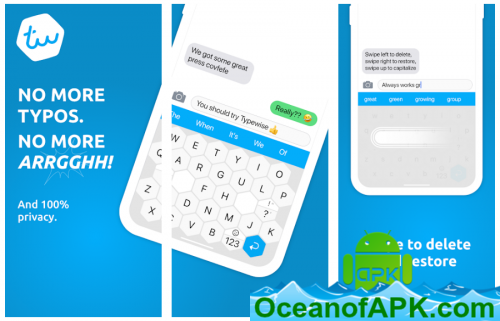 tw
NO MORE
TYPOS.
NO MORE
ARRGGHH!
And 100%
privacy.
We got some great
press covfefe
Really??
You should try Typewise
The When It's We Of
W E T Y I O
Q A R G U L P
Z S D F H N !
?
X C V B M J K
123
Swipe left to delete,
swipe right to restore,
swipe up to capitalize
Always works gr
great green growing group
e to delete
estore
APK
OceanofAPK.com